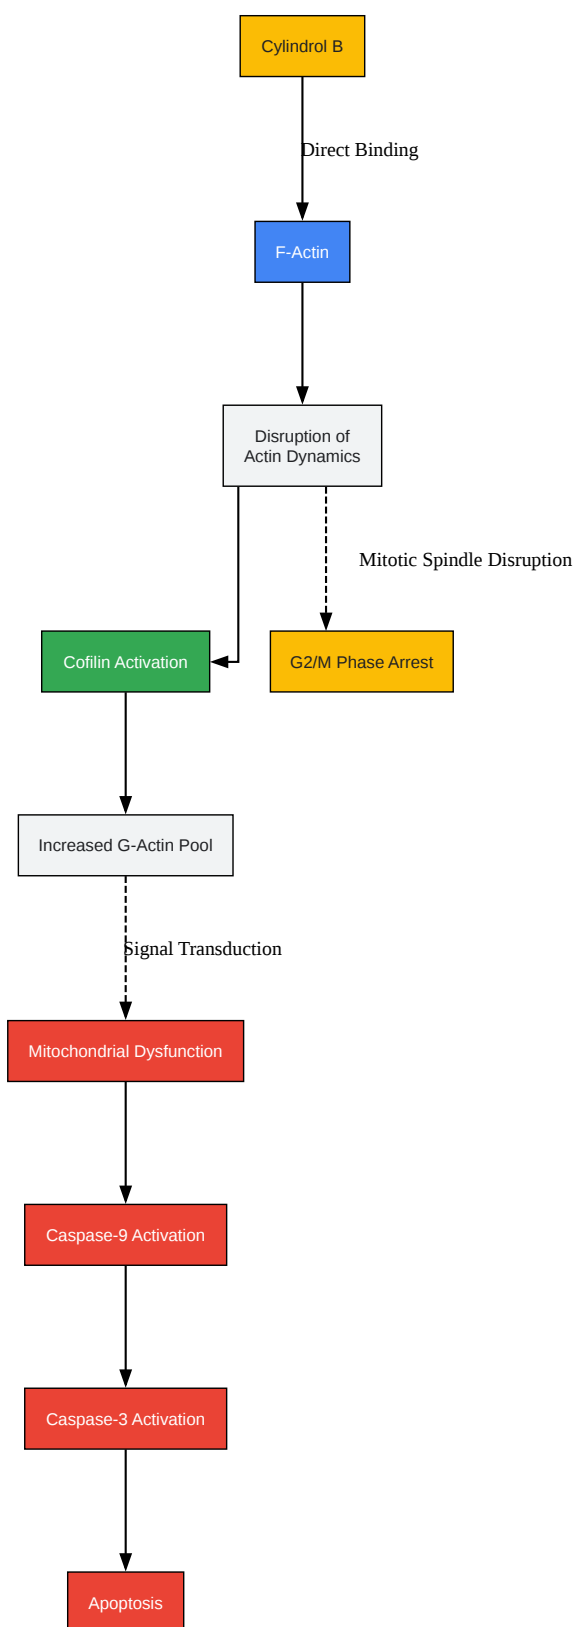 Cylindrol B
Direct Binding
F-Actin
Disruption of
Actin Dynamics
Mitotic Spindle Disruption
Cofilin Activation
G2/M Phase Arrest
Increased G-Actin Pool
Signal Transduction
Mitochondrial Dysfunction
Caspase-9 Activation
Caspase-3 Activation
Apoptosis